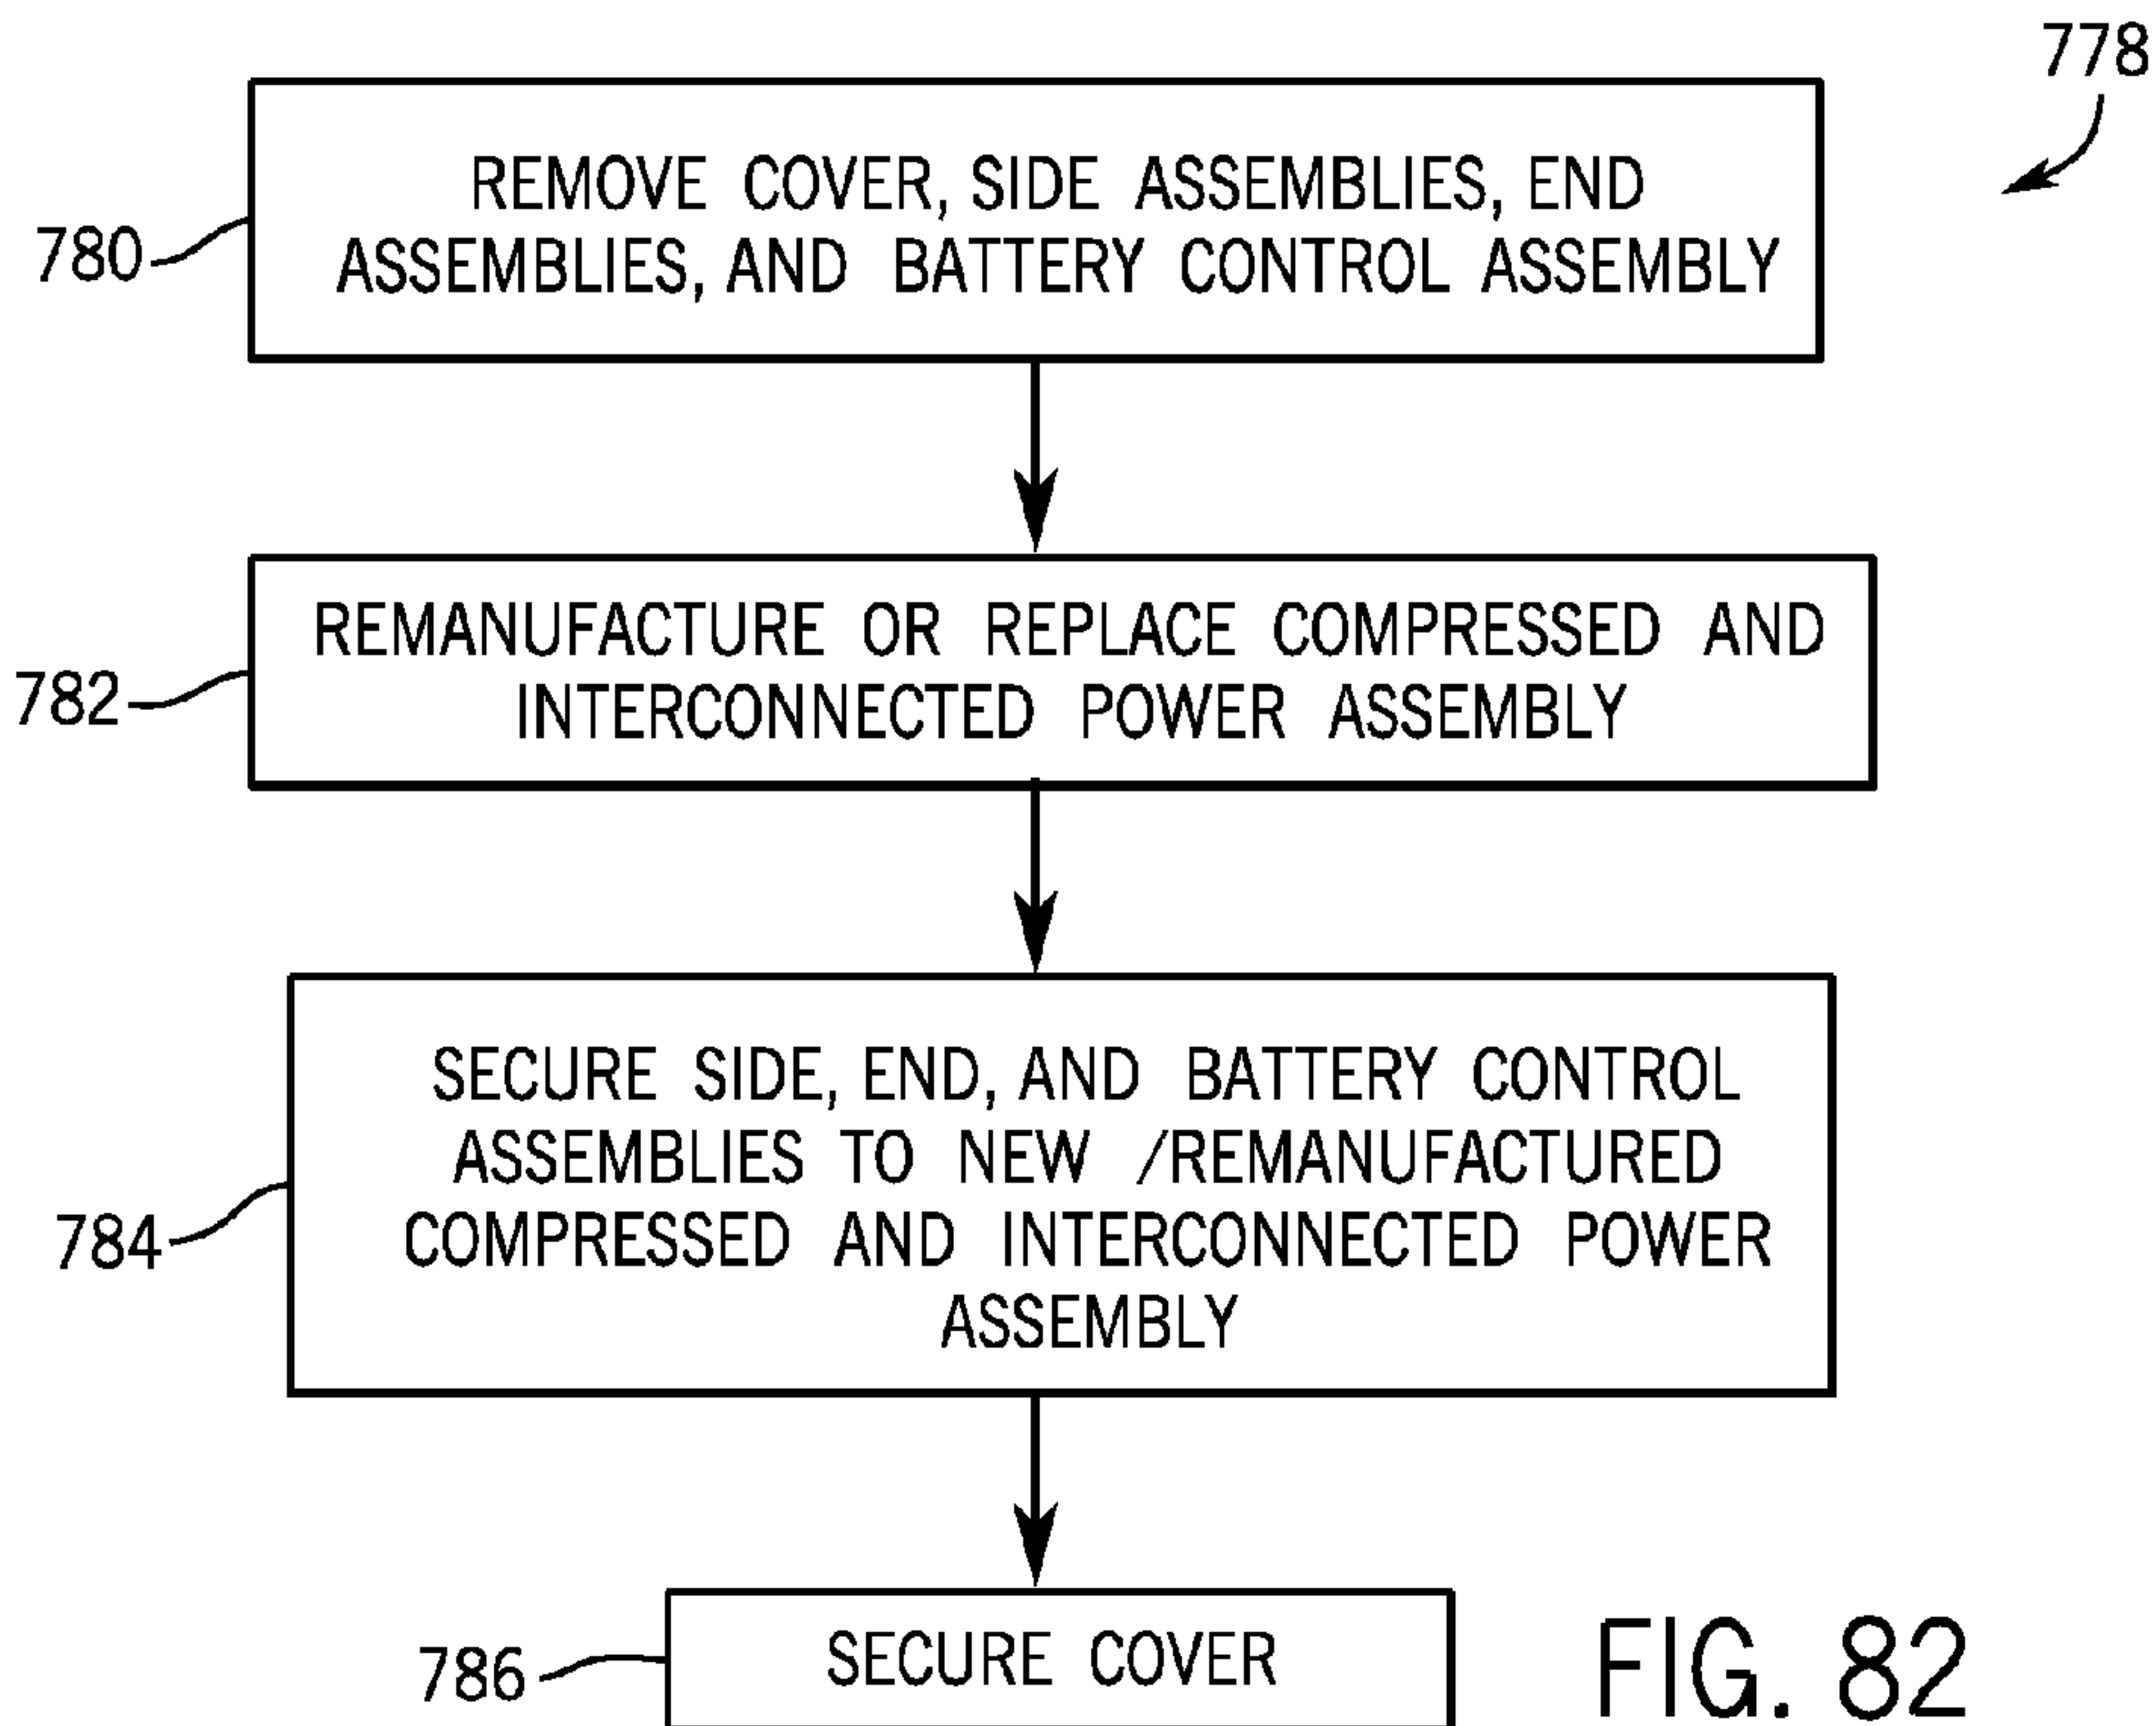 778
REMOVE COVER, SIDE ASSEMBLIES, END
ASSEMBLIES, AND BATTERY CONTROL ASSEMBLY
780
REMANUFACTURE OR REPLACE COMPRESSED AND
INTERCONNECTED POWER ASSEMBLY
782
SECURE SIDE, END, AND BATTERY CONTROL
ASSEMBLIES TO NEW /REMANUFACTURED
COMPRESSED AND INTERCONNECTED POWER
ASSEMBLY
784
SECURE COVER
786
FIG. 82